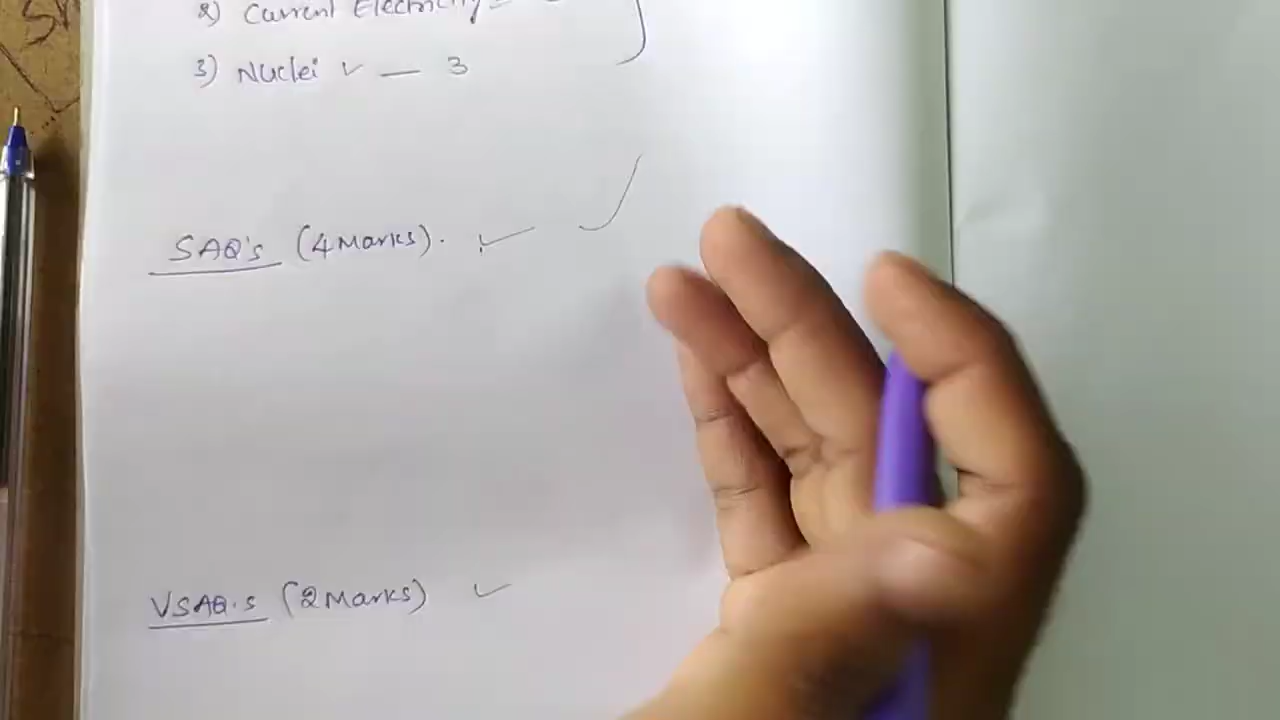 2) Current Electricity -
3) Nuclei ✓ — 3
SAQ's (4Marks). ✓
VSAQ.s (2Marks) ✓